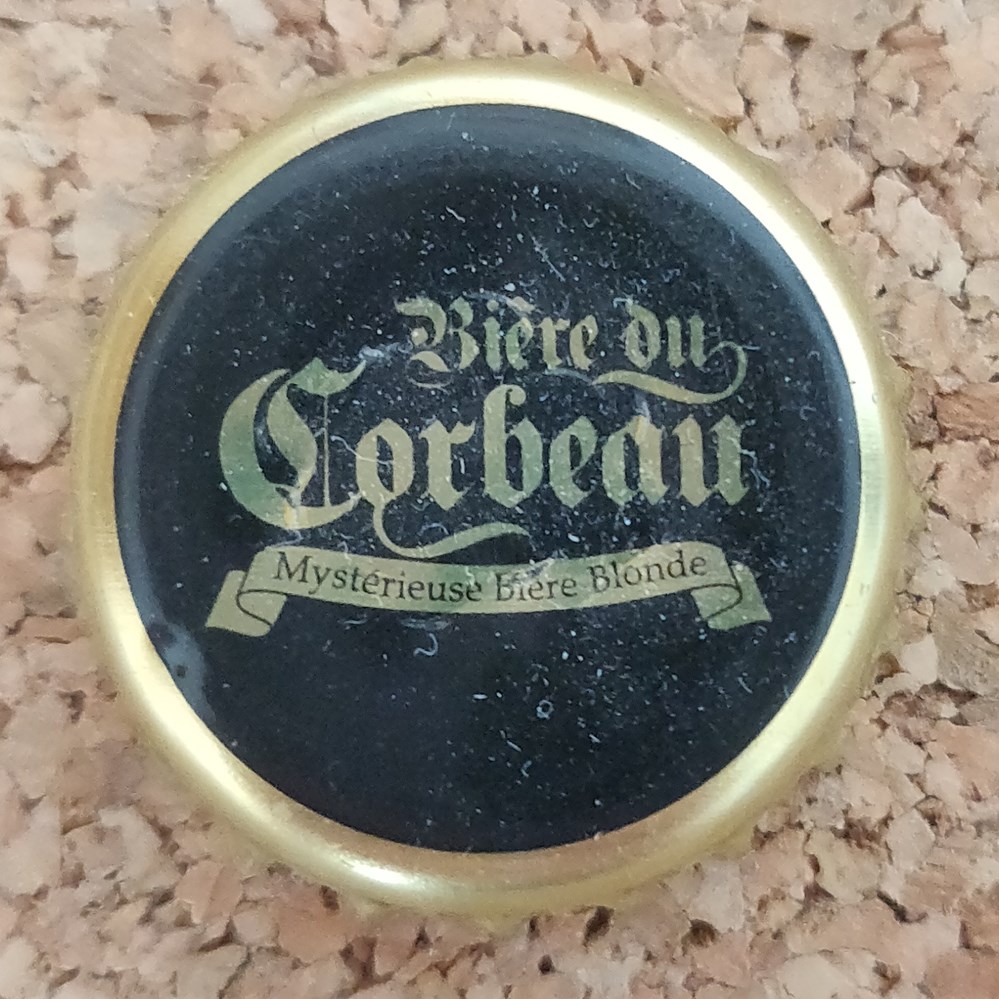 Bière du
Corbeau
Mystérieuse Bière Blonde